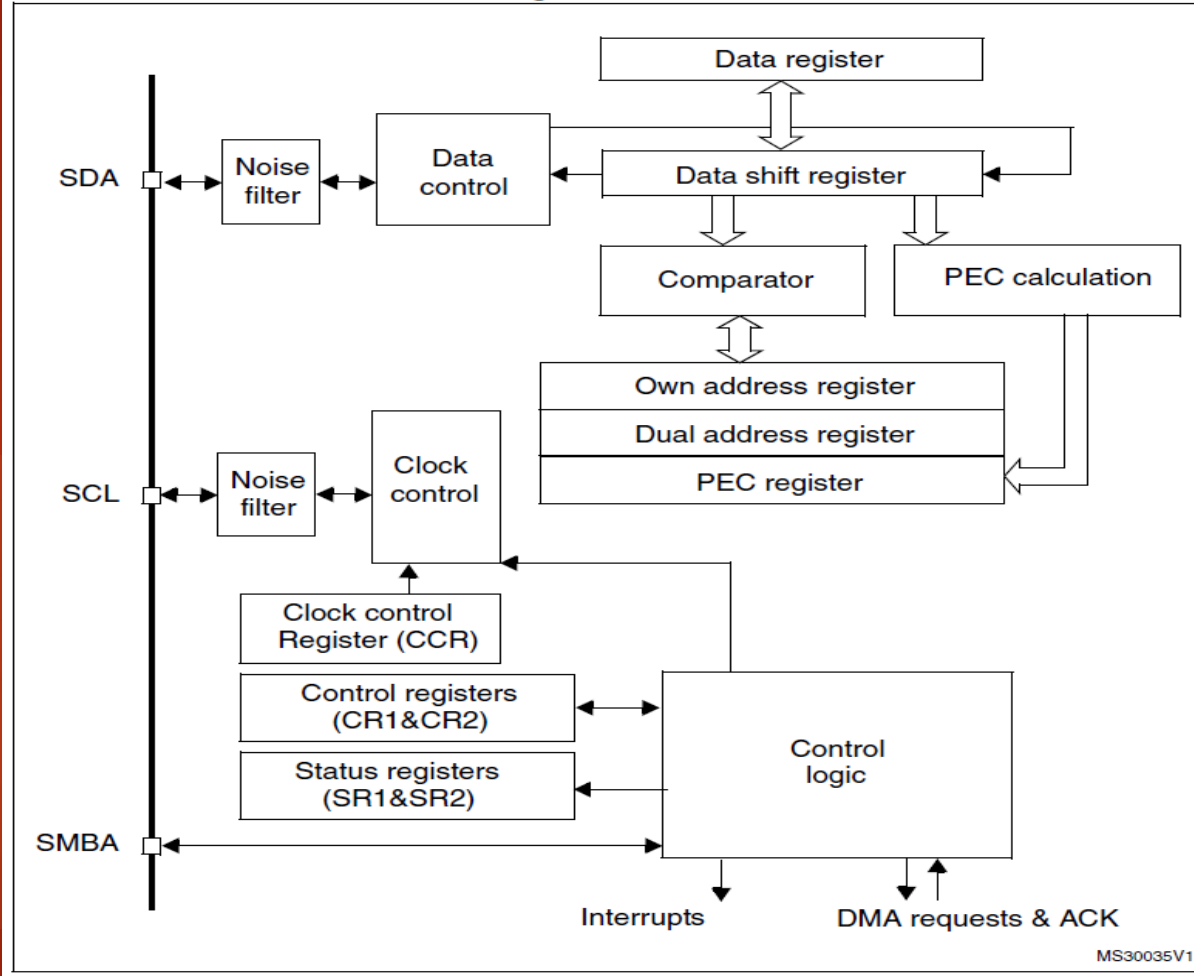 Data register
SDA
Noise
filter
Data
control
Data shift register
Comparator
PEC calculation
Own address register
Dual address register
PEC register
SCL
Noise
filter
Clock
control
Clock control
Register (CCR)
Control registers
(CR1&CR2)
Status registers
(SR1&SR2)
Control
logic
SMBA
Interrupts
DMA requests & ACK
MS30035V1